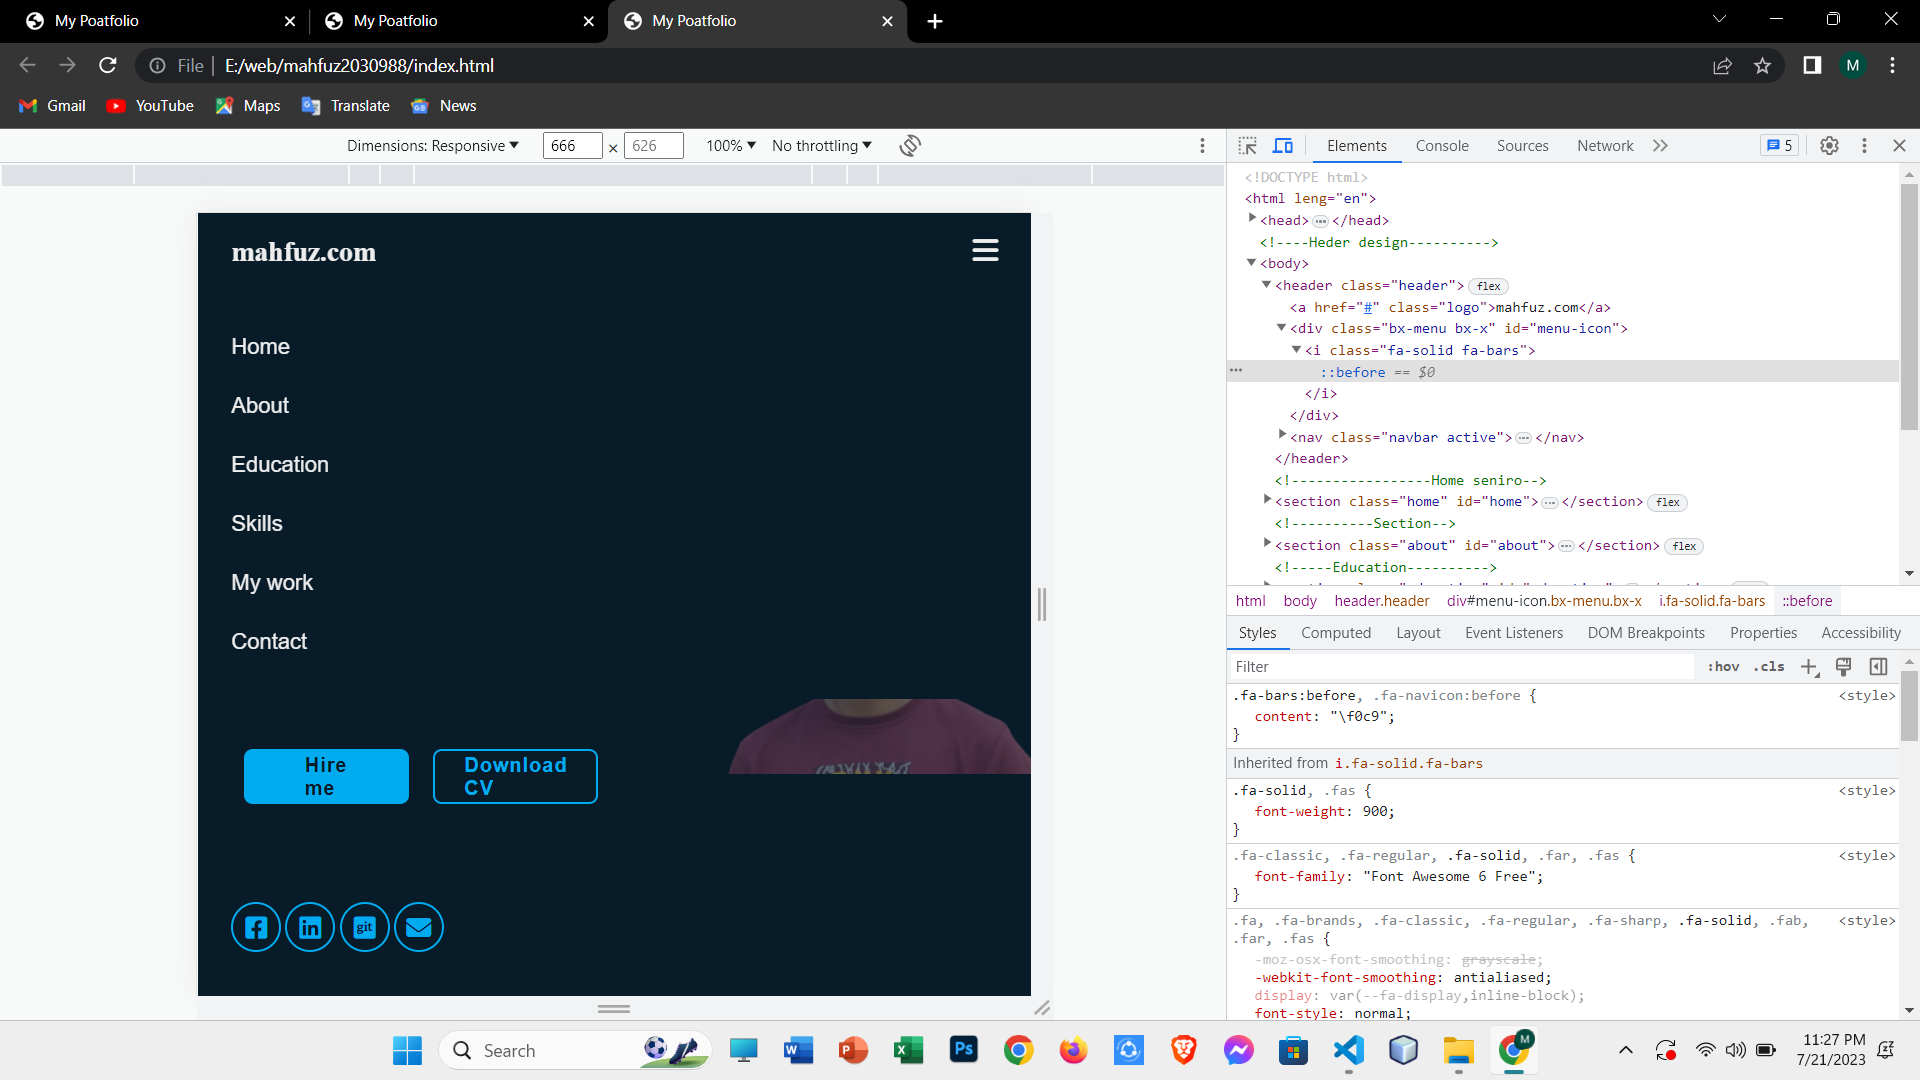 My Poatfolio
My Poatfolio
My Poatfolio
File E:/web/mahfuz2030988/index.html
M
Gmail YouTube Maps Translate News
Dimensions: Responsive 666 × 626 100% No throttling
Elements Console Sources Network 5
mahfuz.com
Home
About
Education
Skills
My work
Contact
Hire
me
Download
CV
git
<!DOCTYPE html>
<html leng="en">
<head> ••• </head>
<!----Heder design---------->
<body>
<header class="header"> flex
<a href="#" class="logo">mahfuz.com</a>
<div class="bx-menu bx-x" id="menu-icon">
<i class="fa-solid fa-bars">
::before == $0
</i>
</div>
<nav class="navbar active"> ••• </nav>
</header>
<!-----------------Home seniro-->
<section class="home" id="home"> ••• </section> flex
<!----------Section-->
<section class="about" id="about"> ••• </section> flex
<!-----Education---------->
html body header.header div#menu-icon.bx-menu.bx-x i.fa-solid.fa-bars ::before
Styles Computed Layout Event Listeners DOM Breakpoints Properties Accessibility
Filter :hov .cls
.fa-bars:before, .fa-navicon:before { <style>
content: "\f0c9";
}
Inherited from i.fa-solid.fa-bars
.fa-solid, .fas { <style>
font-weight: 900;
}
.fa-classic, .fa-regular, .fa-solid, .far, .fas { <style>
font-family: "Font Awesome 6 Free";
}
.fa, .fa-brands, .fa-classic, .fa-regular, .fa-sharp, .fa-solid, .fab, <style>
.far, .fas {
-moz-osx-font-smoothing: grayscale;
-webkit-font-smoothing: antialiased;
display: var(--fa-display,inline-block);
font-style: normal;
Search
W P X Ps M
11:27 PM
7/21/2023